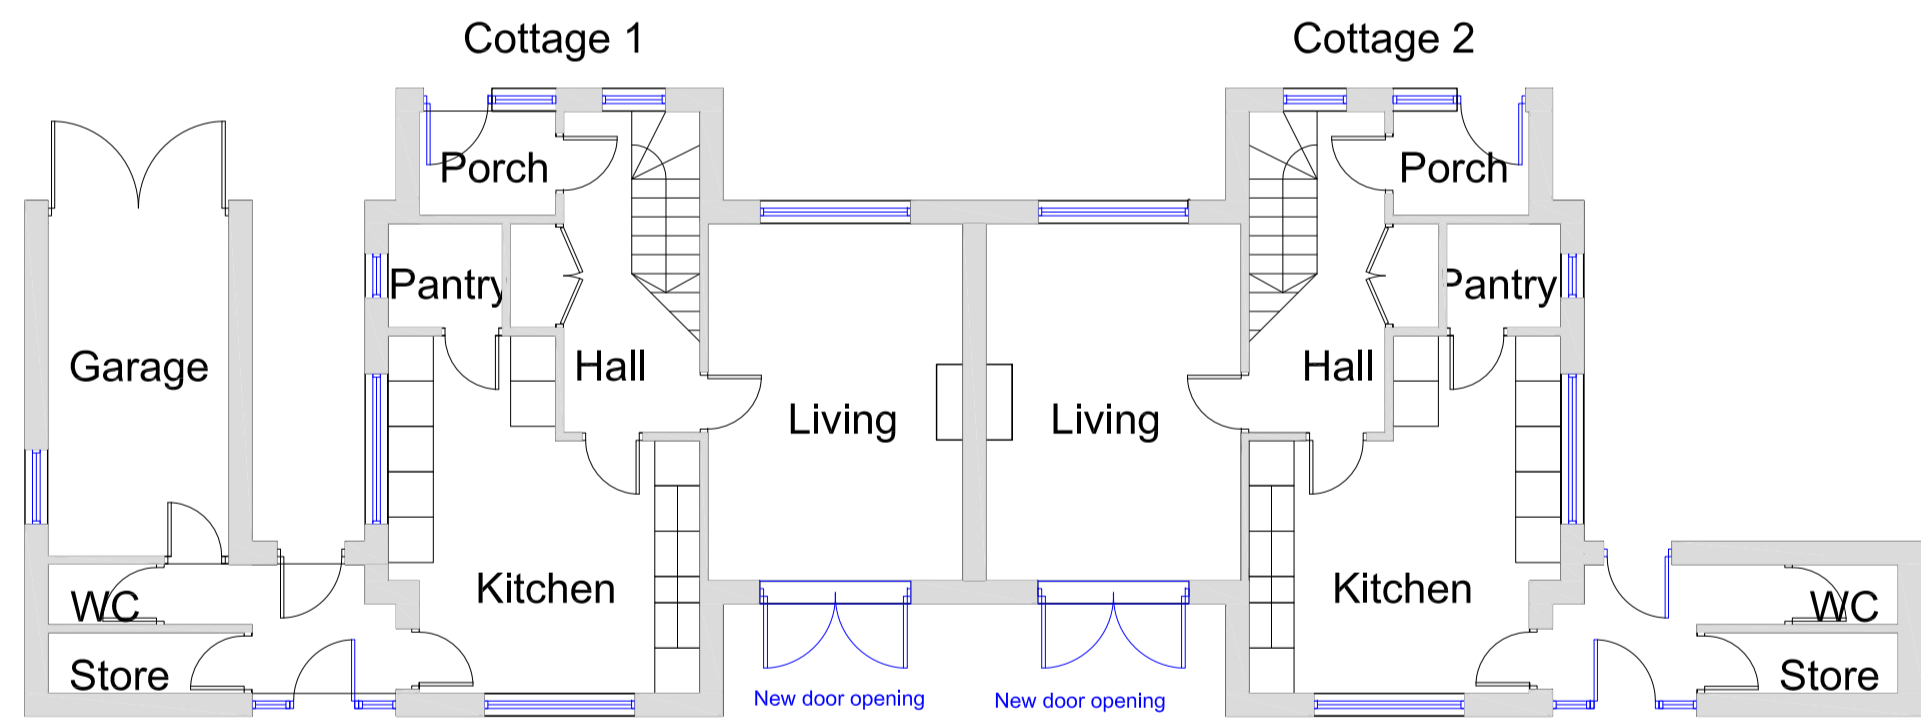 Cottage 1
Cottage 2
Porch
Porch
Pantry
Pantry
Garage
Hall
Hall
Living
Living
Kitchen
Kitchen
WC
WC
Store
Store
New door opening
New door opening